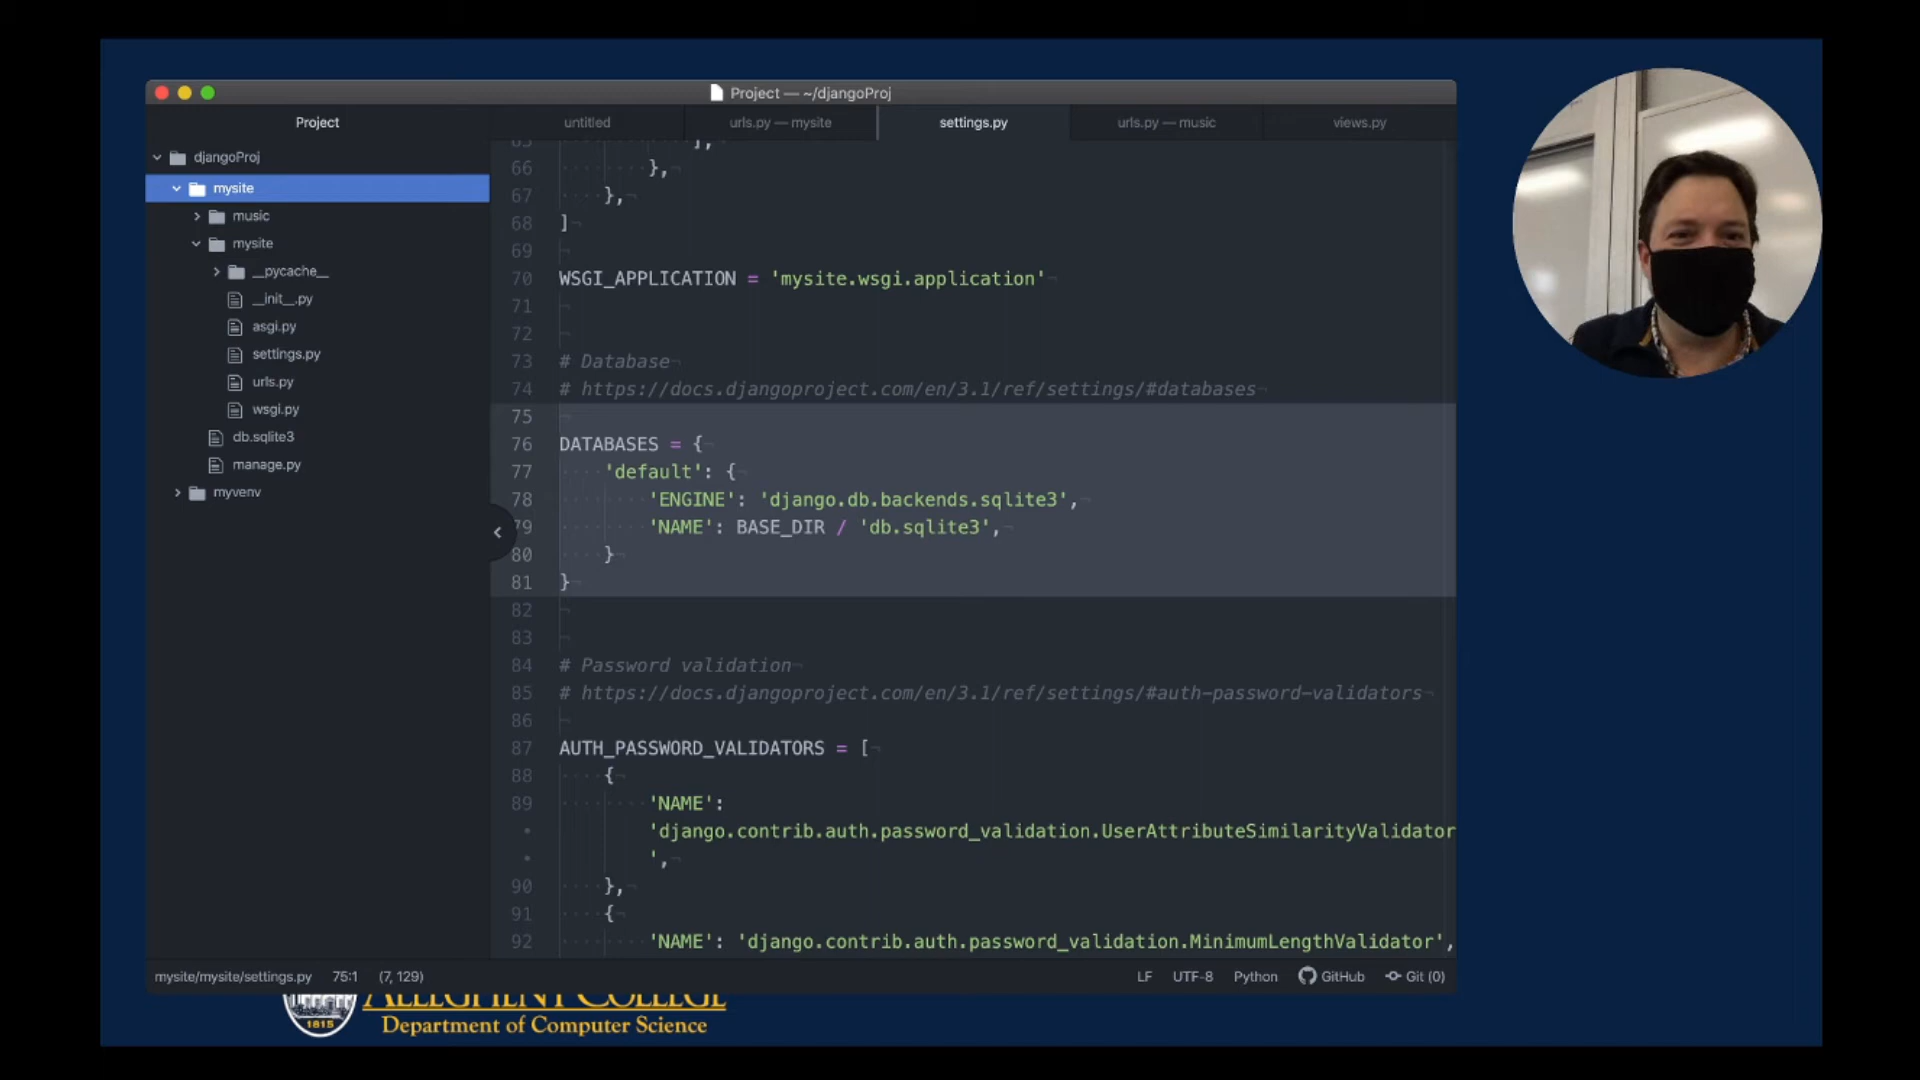 Project — ~/djangoProj
Project
untitled
urls.py — mysite
settings.py
urls.py — music
views.py
djangoProj
mysite
music
mysite
__pycache__
__init__.py
asgi.py
settings.py
urls.py
wsgi.py
db.sqlite3
manage.py
myvenv
65 ],
66 },
67 },
68 ]
69
70 WSGI_APPLICATION = 'mysite.wsgi.application'
71
72
73 # Database
74 # https://docs.djangoproject.com/en/3.1/ref/settings/#databases
75
76 DATABASES = {
77 'default': {
78 'ENGINE': 'django.db.backends.sqlite3',
79 'NAME': BASE_DIR / 'db.sqlite3',
80 }
81 }
82
83
84 # Password validation
85 # https://docs.djangoproject.com/en/3.1/ref/settings/#auth-password-validators
86
87 AUTH_PASSWORD_VALIDATORS = [
88 {
89 'NAME':
'django.contrib.auth.password_validation.UserAttributeSimilarityValidator
',
90 },
91 {
92 'NAME': 'django.contrib.auth.password_validation.MinimumLengthValidator',
mysite/mysite/settings.py 75:1 (7, 129)
LF UTF-8 Python GitHub Git (0)
ALLEGHENY COLLEGE
1815
Department of Computer Science